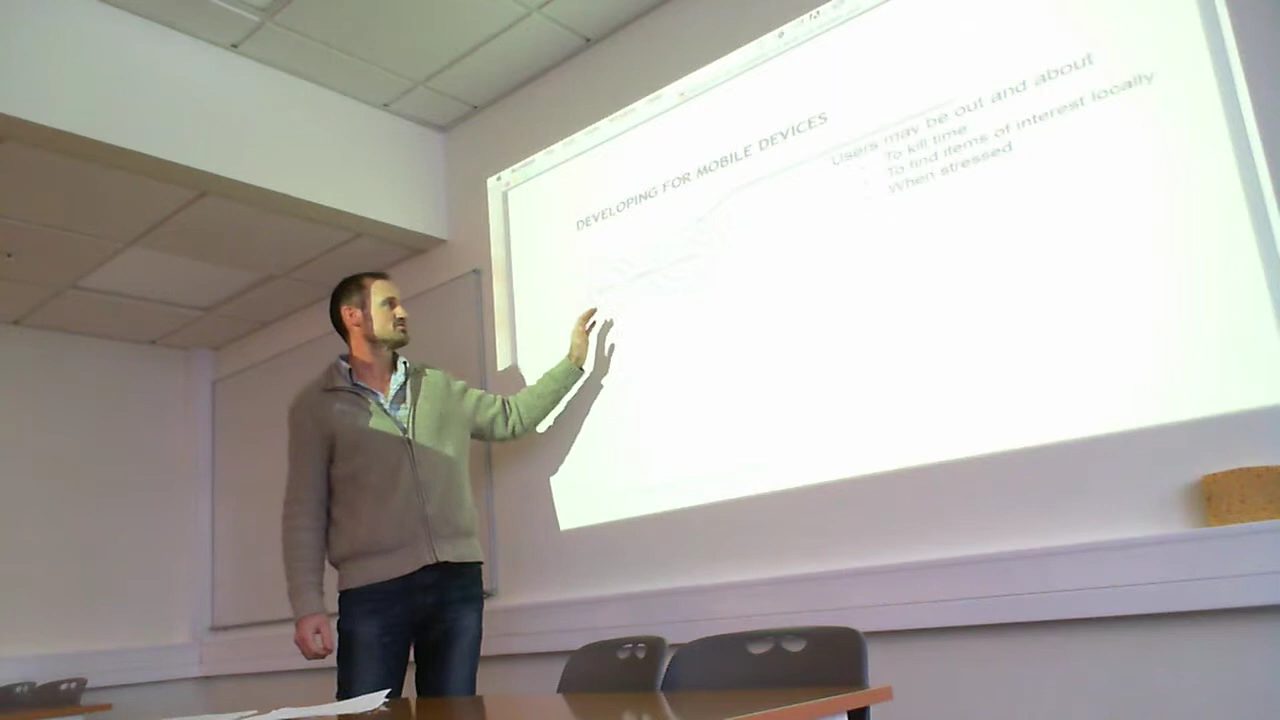 DEVELOPING FOR MOBILE DEVICES
Users may be out and about
To kill time
To find items of interest locally
When stressed